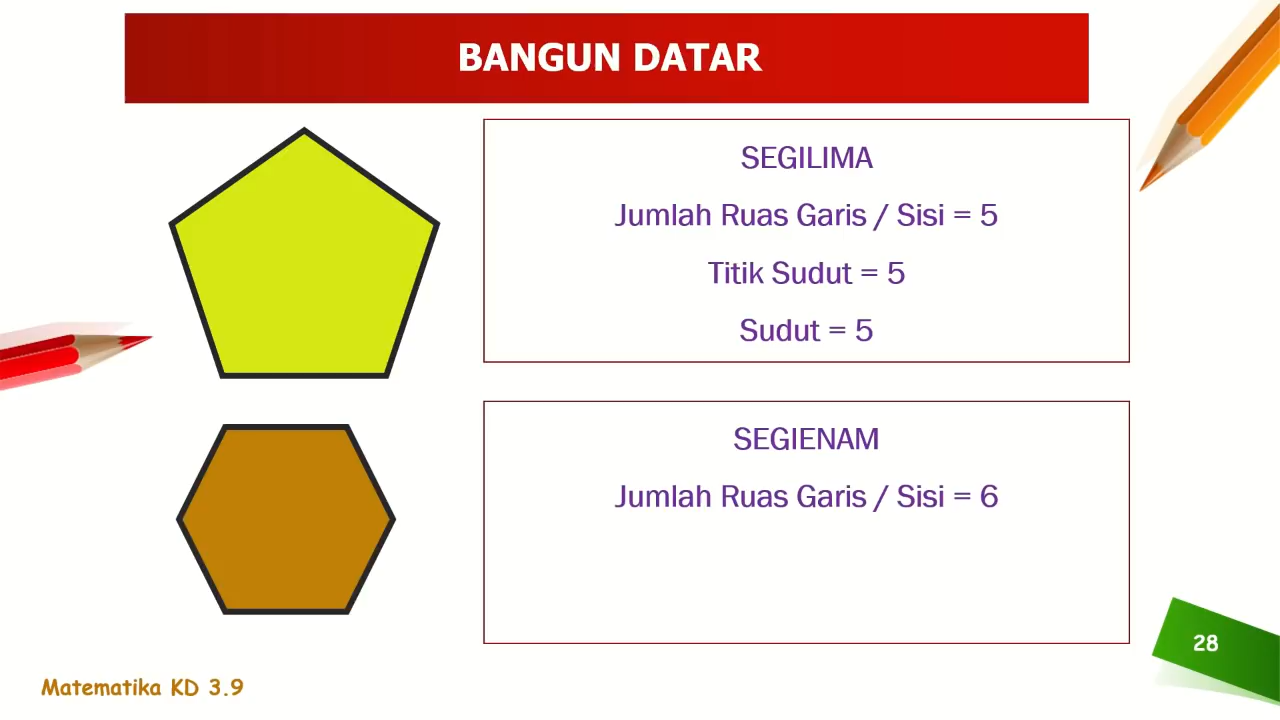 BANGUN DATAR
SEGILIMA
Jumlah Ruas Garis / Sisi = 5
Titik Sudut = 5
Sudut = 5
SEGIENAM
Jumlah Ruas Garis / Sisi = 6
28
Matematika KD 3.9